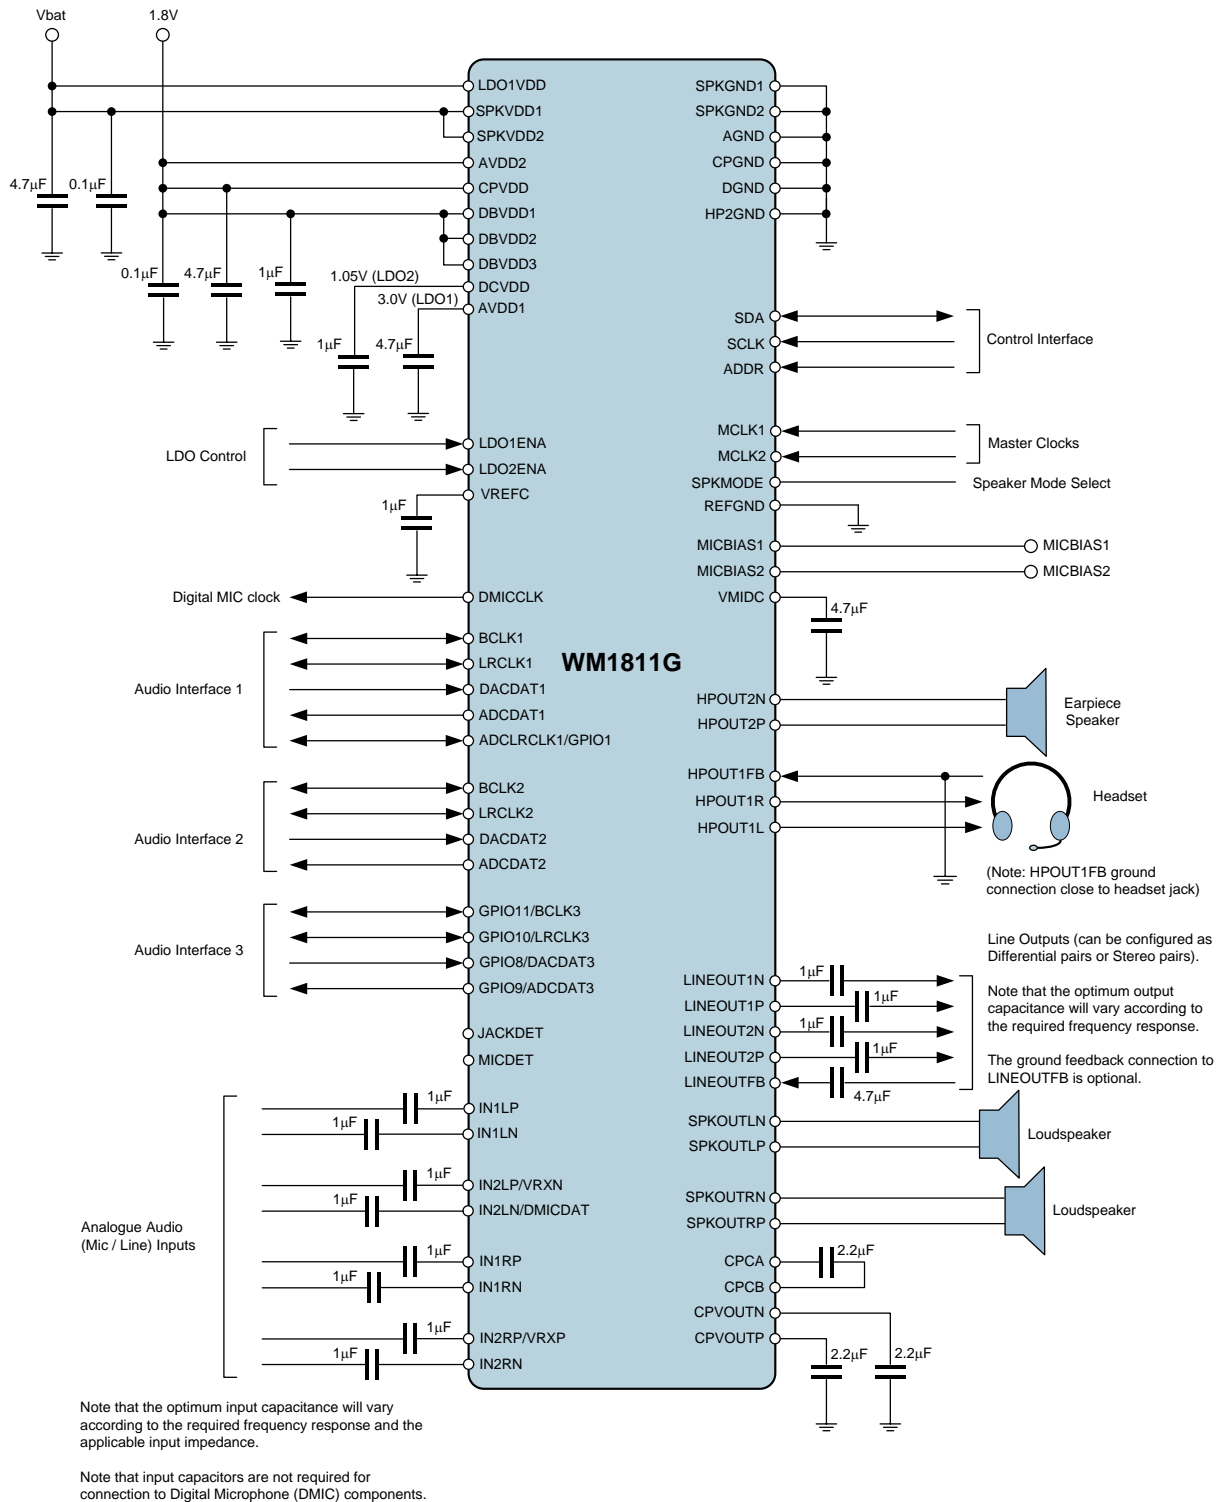 Vbat
1.8V
LDO1VDD
SPKVDD1
SPKVDD2
AVDD2
CPVDD
DBVDD1
DBVDD2
DBVDD3
DCVDD
AVDD1
4.7µF
0.1µF
0.1µF
4.7µF
1µF
1.05V (LDO2)
3.0V (LDO1)
1µF
4.7µF
LDO Control
LDO1ENA
LDO2ENA
VREFC
1µF
Digital MIC clock
DMICCLK
Audio Interface 1
BCLK1
LRCLK1
DACDAT1
ADCDAT1
ADCLRCLK1/GPIO1
Audio Interface 2
BCLK2
LRCLK2
DACDAT2
ADCDAT2
Audio Interface 3
GPIO11/BCLK3
GPIO10/LRCLK3
GPIO8/DACDAT3
GPIO9/ADCDAT3
JACKDET
MICDET
Analogue Audio
(Mic / Line) Inputs
1µF
IN1LP
1µF
IN1LN
1µF
IN2LP/VRXN
1µF
IN2LN/DMICDAT
1µF
IN1RP
1µF
IN1RN
1µF
IN2RP/VRXP
1µF
IN2RN
Note that the optimum input capacitance will vary
according to the required frequency response and the
applicable input impedance.
Note that input capacitors are not required for
connection to Digital Microphone (DMIC) components.
WM1811G
SPKGND1
SPKGND2
AGND
CPGND
DGND
HP2GND
SDA
SCLK
ADDR
Control Interface
MCLK1
MCLK2
Master Clocks
SPKMODE
Speaker Mode Select
REFGND
MICBIAS1
MICBIAS1
MICBIAS2
MICBIAS2
VMIDC
4.7µF
HPOUT2N
HPOUT2P
Earpiece
Speaker
HPOUT1FB
HPOUT1R
HPOUT1L
Headset
(Note: HPOUT1FB ground
connection close to headset jack)
Line Outputs (can be configured as
Differential pairs or Stereo pairs).
Note that the optimum output
capacitance will vary according to
the required frequency response.
The ground feedback connection to
LINEOUTFB is optional.
LINEOUT1N
1µF
LINEOUT1P
1µF
LINEOUT2N
1µF
LINEOUT2P
1µF
LINEOUTFB
4.7µF
SPKOUTLN
SPKOUTLP
Loudspeaker
SPKOUTRN
SPKOUTRP
Loudspeaker
CPCA
2.2µF
CPCB
CPVOUTN
CPVOUTP
2.2µF
2.2µF